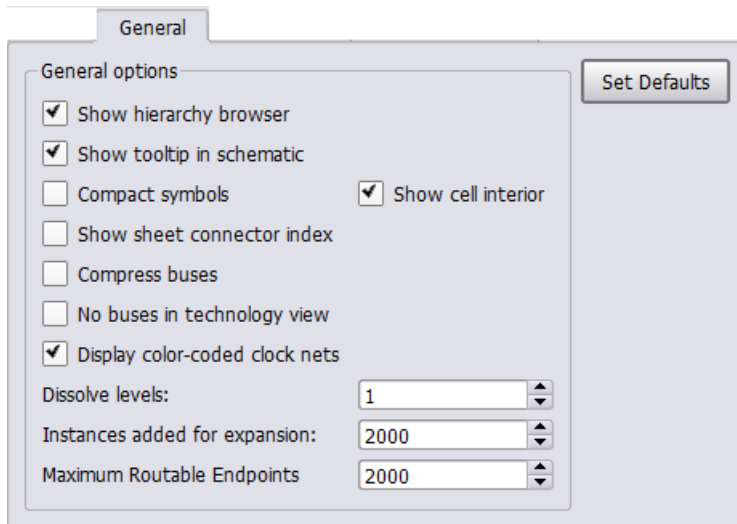 General
General options
Set Defaults
Show hierarchy browser
Show tooltip in schematic
Compact symbols Show cell interior
Show sheet connector index
Compress buses
No buses in technology view
Display color-coded clock nets
Dissolve levels: 1
Instances added for expansion: 2000
Maximum Routable Endpoints 2000